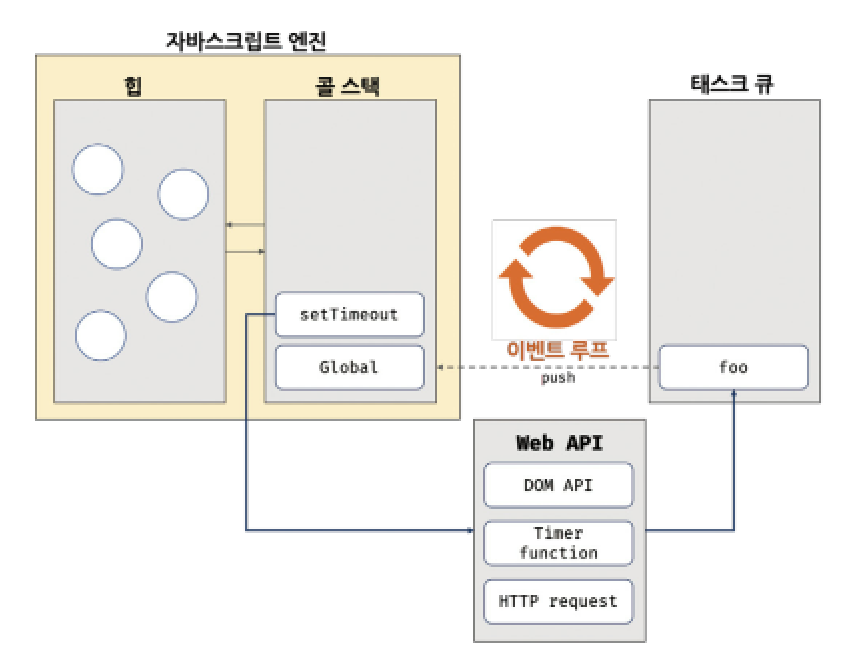 자바스크립트 엔진
힙
콜 스택
태스크 큐
setTimeout
Global
이벤트 루프
push
foo
Web API
DOM API
Timer
function
HTTP request